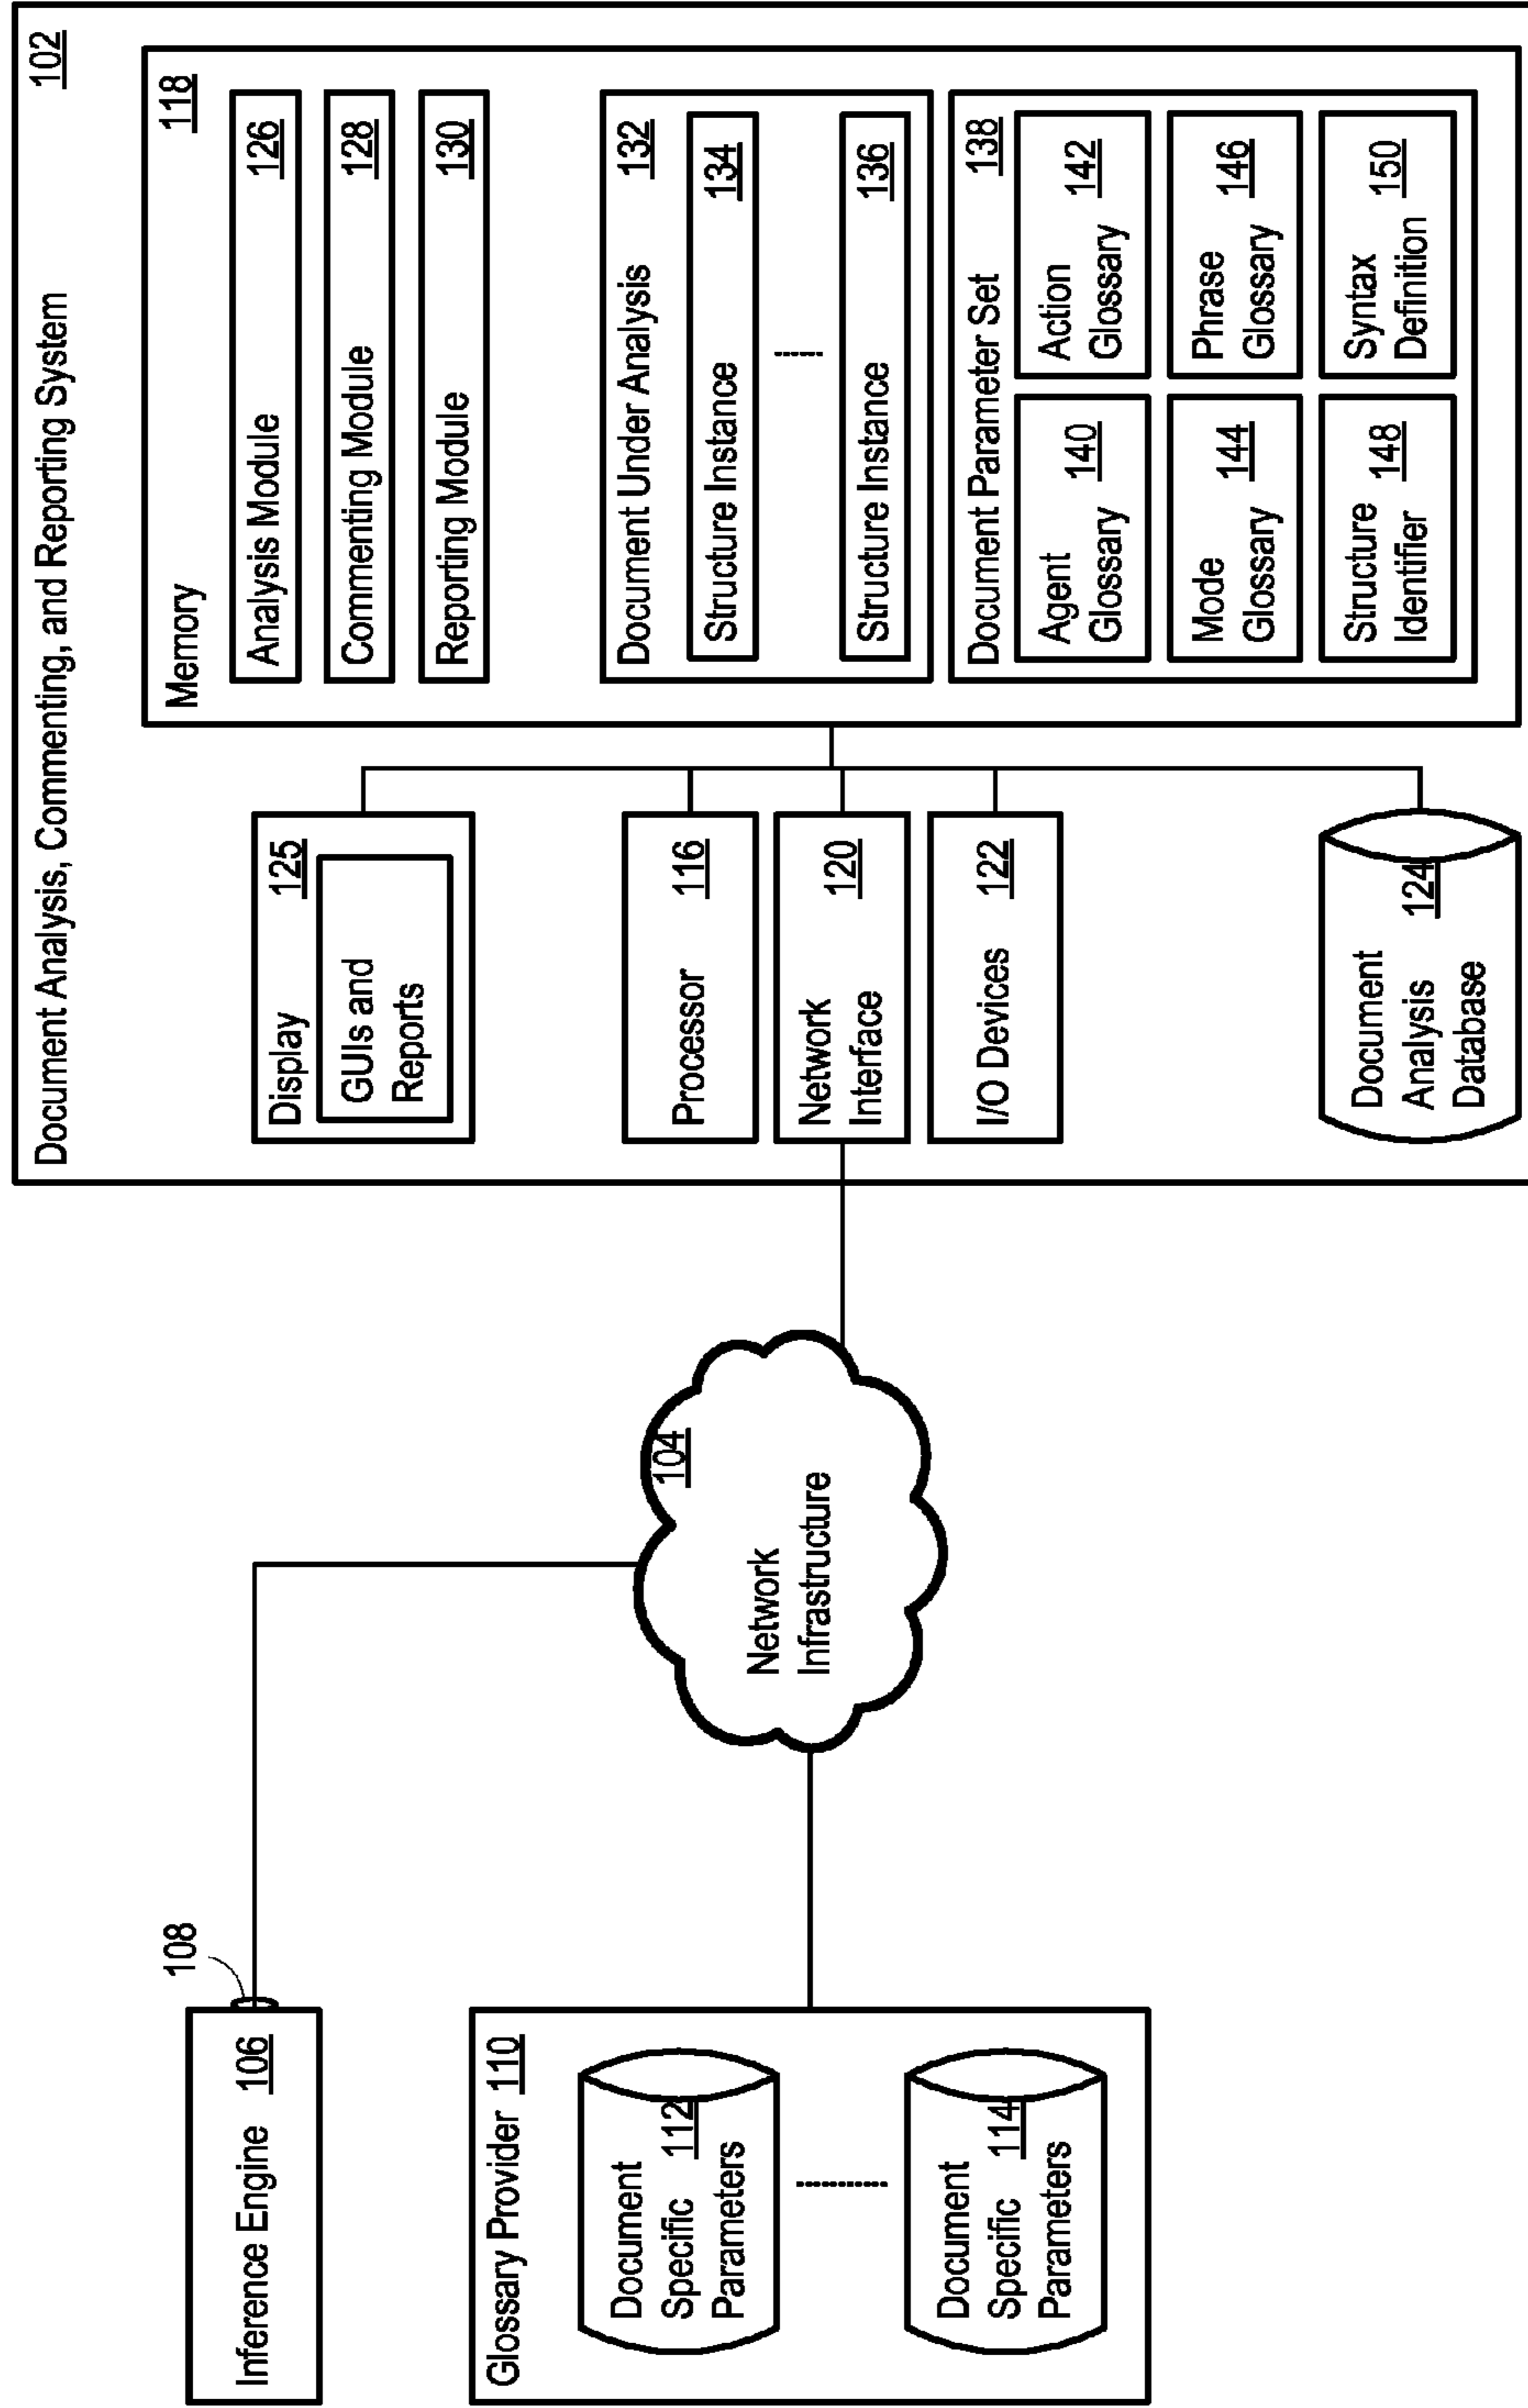 Document Analysis, Commenting, and Reporting System 102
Memory 118
Analysis Module 126
Commenting Module 128
Reporting Module 130
Document Under Analysis 132
Structure Instance 134
Structure Instance 136
Document Parameter Set 138
Agent
Glossary 140
Action
Glossary 142
Mode
Glossary 144
Phrase
Glossary 146
Structure
Identifier 148
Syntax
Definition 150
Display 125
GUIs and
Reports
Processor 116
Network
Interface 120
I/O Devices 122
Document
Analysis 124
Database
104
Network
Infrastructure
108
Inference Engine 106
Glossary Provider 110
Document
Specific 112
Parameters
Document
Specific 114
Parameters